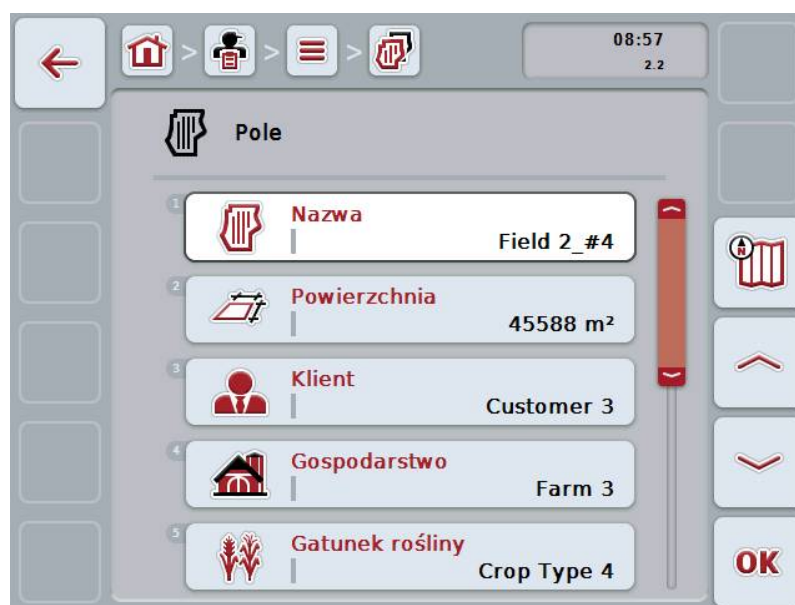 > > >
08:57
2.2
Pole
1
Nazwa
Field 2_#4
2
Powierzchnia
45588 m²
3
Klient
Customer 3
4
Gospodarstwo
Farm 3
5
Gatunek rośliny
Crop Type 4
N
OK